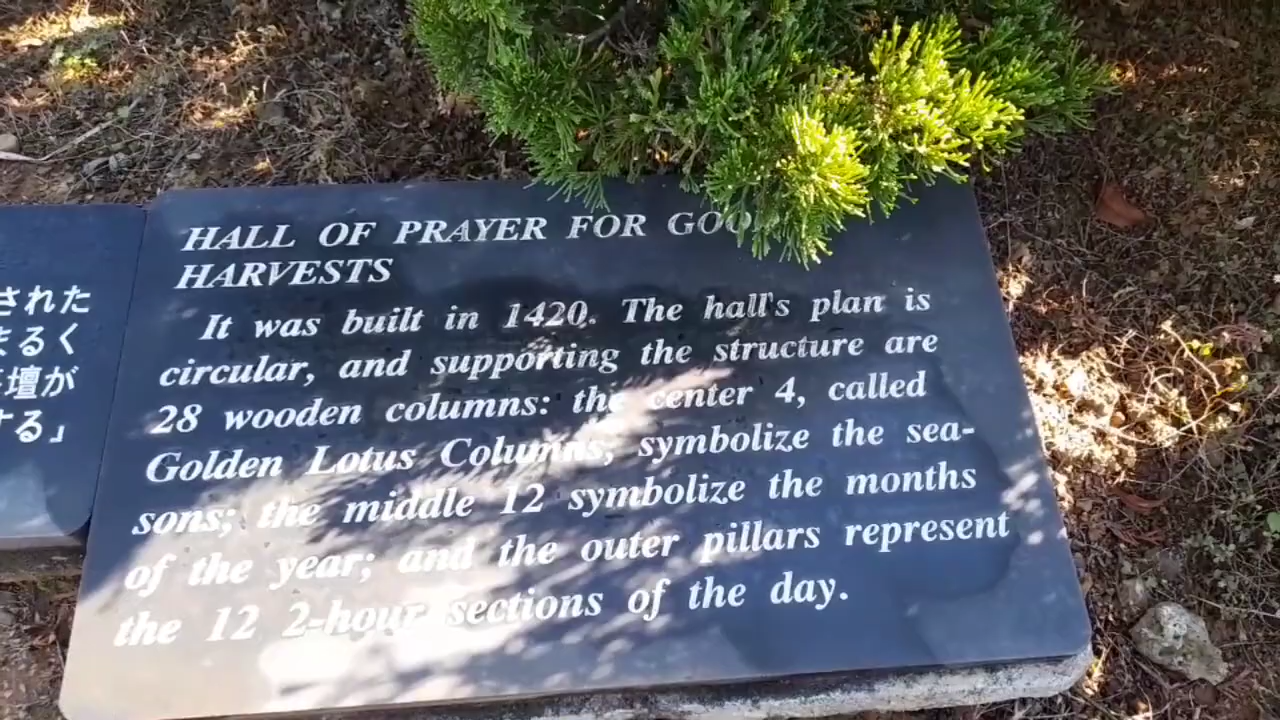 された
まるく
壇が
する」
HALL OF PRAYER FOR GOO
HARVESTS
It was built in 1420. The hall's plan is
circular, and supporting the structure are
28 wooden columns: the center 4, called
Golden Lotus Columns, symbolize the sea-
sons; the middle 12 symbolize the months
of the year; and the outer pillars represent
the 12 2-hour sections of the day.